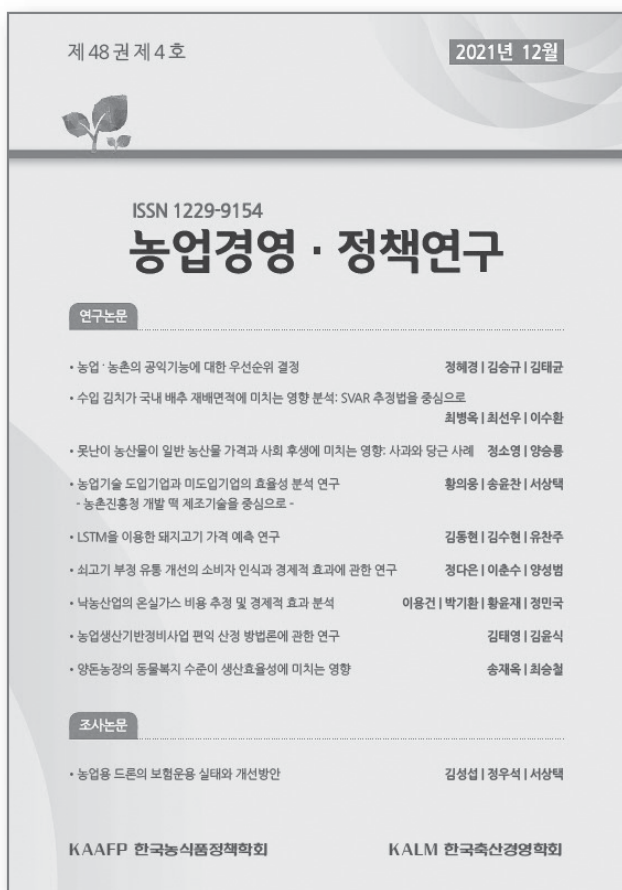 제 48 권 제 4 호 2021년 12월
ISSN 1229-9154
농업경영 · 정책연구
연구논문
• 농업 · 농촌의 공익기능에 대한 우선순위 결정 정혜경 | 김승규 | 김태균
• 수입 김치가 국내 배추 재배면적에 미치는 영향 분석: SVAR 추정법을 중심으로
최병옥 | 최선우 | 이수환
• 못난이 농산물이 일반 농산물 가격과 사회 후생에 미치는 영향: 사과와 당근 사례 정소영 | 양승룡
• 농업기술 도입기업과 미도입기업의 효율성 분석 연구 황의웅 | 송윤찬 | 서상택
- 농촌진흥청 개발 떡 제조기술을 중심으로 -
• LSTM을 이용한 돼지고기 가격 예측 연구 김동현 | 김수현 | 유찬주
• 쇠고기 부정 유통 개선의 소비자 인식과 경제적 효과에 관한 연구 정다은 | 이춘수 | 양성범
• 낙농산업의 온실가스 비용 추정 및 경제적 효과 분석 이용건 | 박기환 | 황윤재 | 정민국
• 농업생산기반정비사업 편익 산정 방법론에 관한 연구 김태영 | 김윤식
• 양돈농장의 동물복지 수준이 생산효율성에 미치는 영향 송재옥 | 최승철
조사논문
• 농업용 드론의 보험운용 실태와 개선방안 김성섭 | 정우석 | 서상택
KAAFP 한국농식품정책학회 KALM 한국축산경영학회